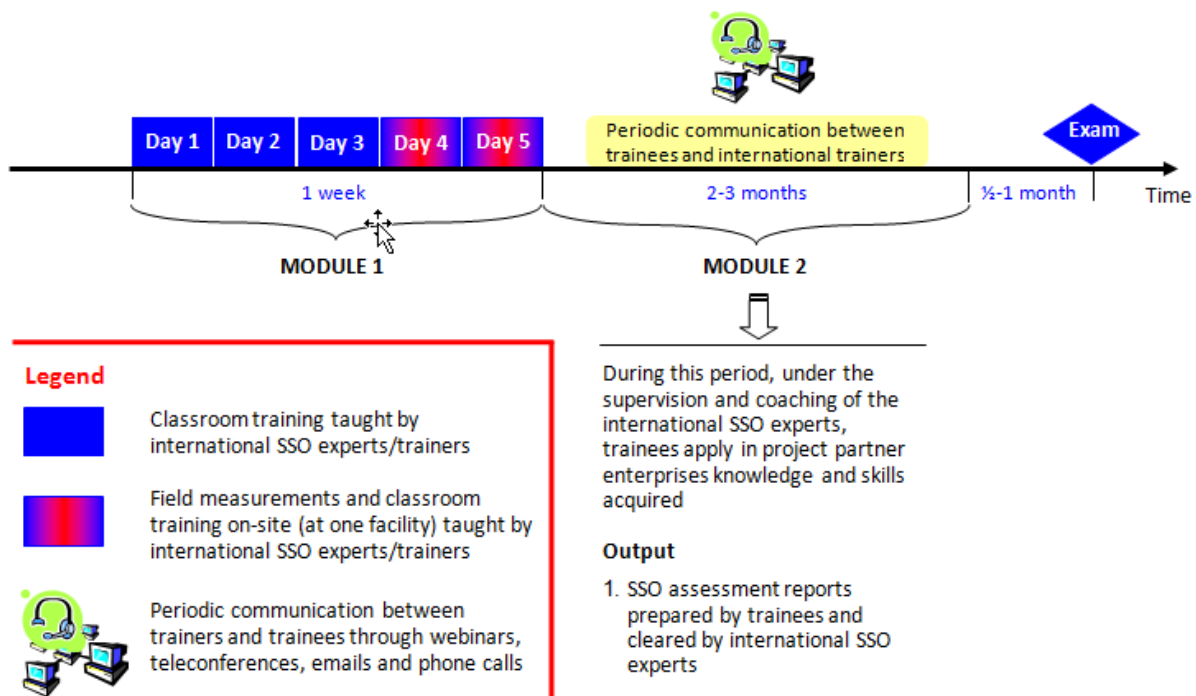 Day 1
Day 2
Day 3
Day 4
Day 5
Periodic communication between
trainees and international trainers
Exam
1 week
2-3 months
½-1 month
Time
MODULE 1
MODULE 2
Legend
Classroom training taught by
international SSO experts/trainers
Field measurements and classroom
training on-site (at one facility) taught by
international SSO experts/trainers
Periodic communication between
trainers and trainees through webinars,
teleconferences, emails and phone calls
During this period, under the
supervision and coaching of the
international SSO experts,
trainees apply in project partner
enterprises knowledge and skills
acquired
Output
1. SSO assessment reports
prepared by trainees and
cleared by international SSO
experts